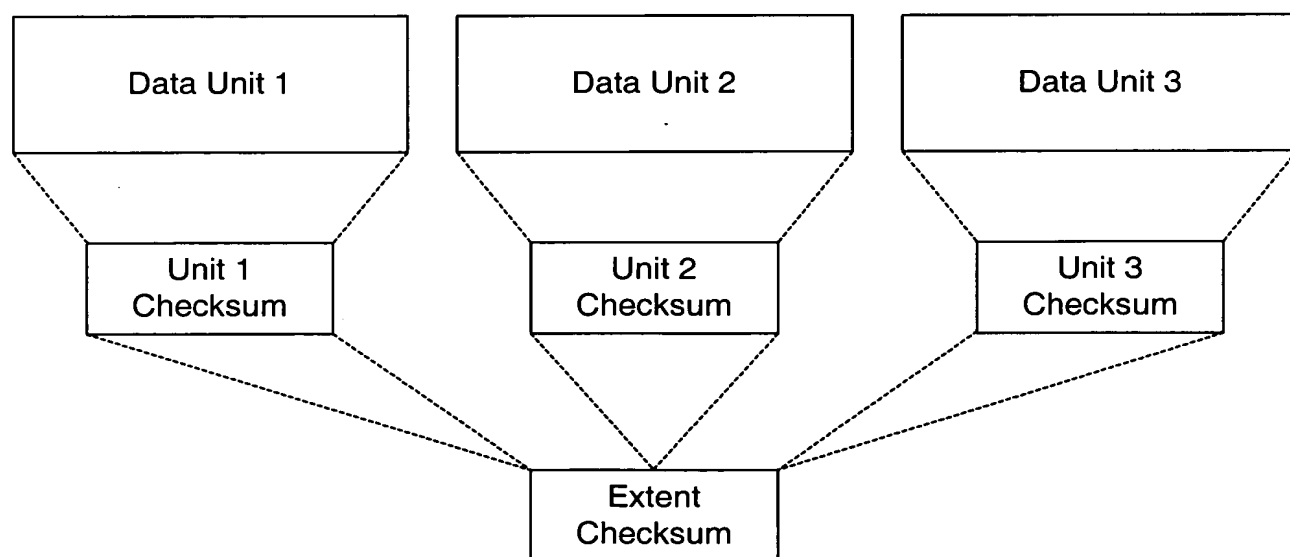 Data Unit 1
Data Unit 2
Data Unit 3
Unit 1
Checksum
Unit 2
Checksum
Unit 3
Checksum
Extent
Checksum